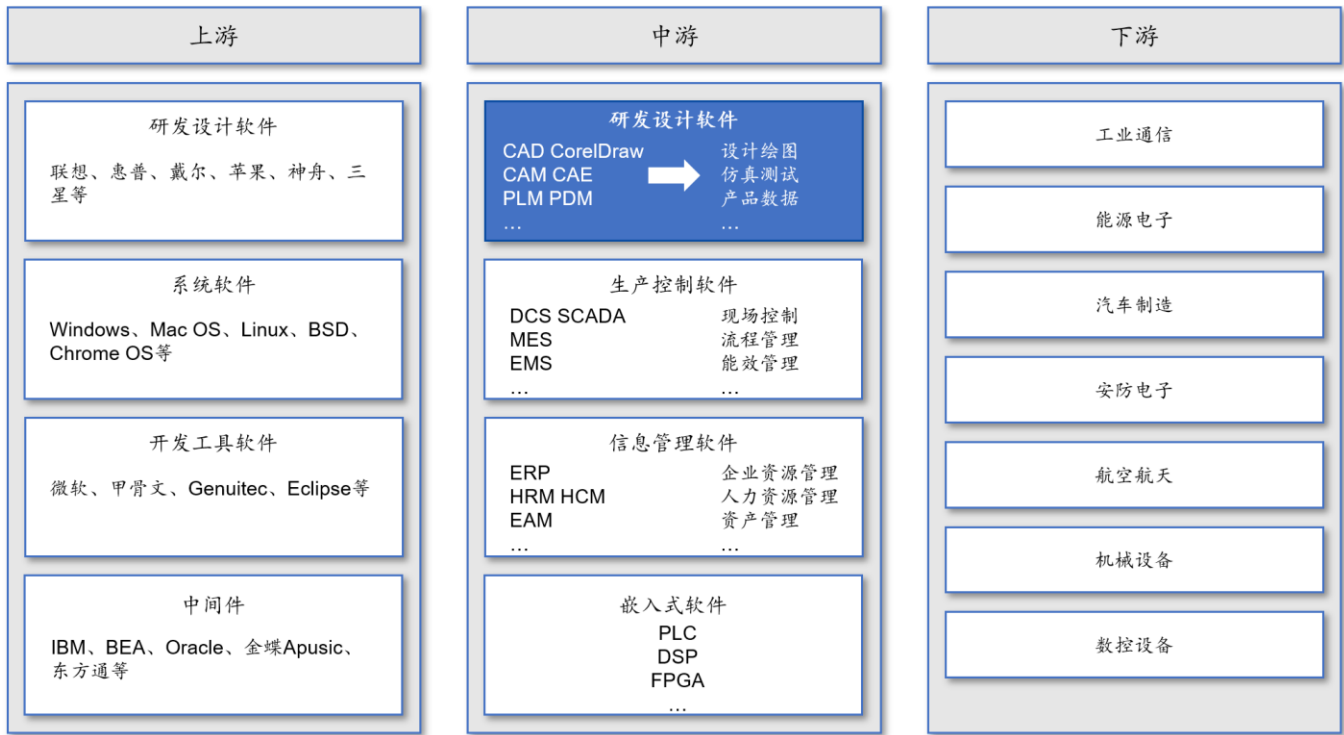 上游
研发设计软件
联想、惠普、戴尔、苹果、神舟、三
星等
系统软件
Windows、Mac OS、Linux、BSD、
Chrome OS等
开发工具软件
微软、甲骨文、Genuitec、Eclipse等
中间件
IBM、BEA、Oracle、金蝶Apusic、
东方通等
中游
研发设计软件
CAD CorelDraw 设计绘图
CAM CAE 仿真测试
PLM PDM 产品数据
… …
生产控制软件
DCS SCADA 现场控制
MES 流程管理
EMS 能效管理
… …
信息管理软件
ERP 企业资源管理
HRM HCM 人力资源管理
EAM 资产管理
… …
嵌入式软件
PLC
DSP
FPGA
…
下游
工业通信
能源电子
汽车制造
安防电子
航空航天
机械设备
数控设备